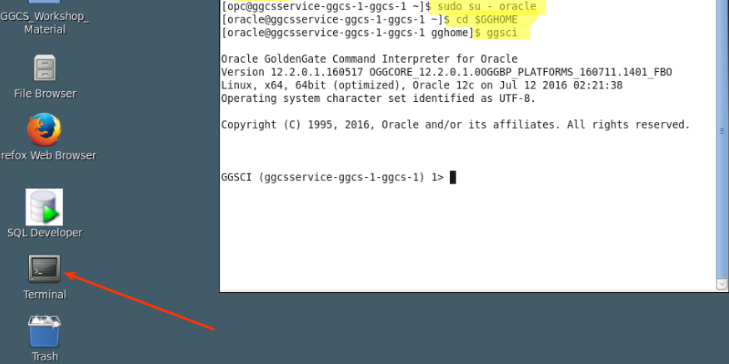 GGCS_Workshop_
Material
File Browser
refox Web Browser
SQL Developer
Terminal
Trash
[opc@ggcsservice-ggcs-1-ggcs-1 ~]$ sudo su - oracle
[oracle@ggcsservice-ggcs-1-ggcs-1 ~]$ cd $GGHOME
[oracle@ggcsservice-ggcs-1-ggcs-1 gghome]$ ggsci
Oracle GoldenGate Command Interpreter for Oracle
Version 12.2.0.1.160517 OGGCORE_12.2.0.1.0OGGBP_PLATFORMS_160711.1401_FBO
Linux, x64, 64bit (optimized), Oracle 12c on Jul 12 2016 02:21:38
Operating system character set identified as UTF-8.
Copyright (C) 1995, 2016, Oracle and/or its affiliates. All rights reserved.
GGSCI (ggcsservice-ggcs-1-ggcs-1) 1>